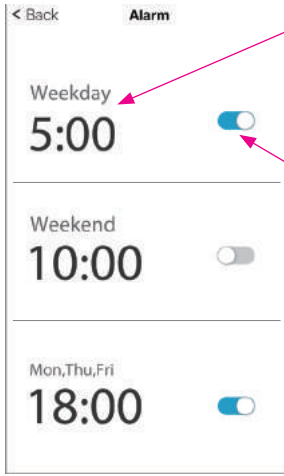 < Back Alarm
Weekday
5:00
Weekend
10:00
Mon,Thu,Fri
18:00